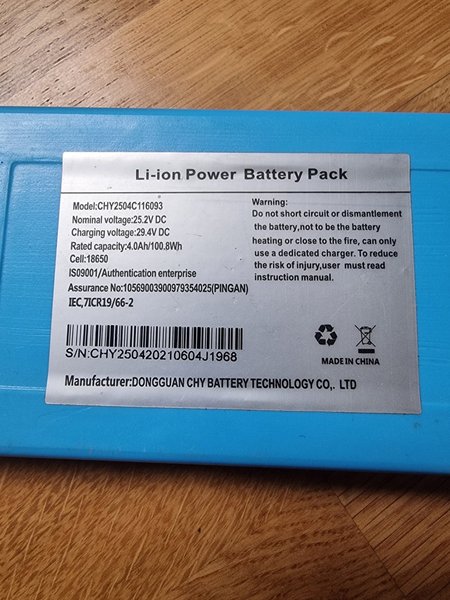 Li-ion Power Battery Pack
Model:CHY2504C116093
Nominal voltage:25.2V DC
Charging voltage:29.4V DC
Rated capacity:4.0Ah/100.8Wh
Cell:18650
IS09001/Authentication enterprise
Assurance No:10569003900979354025(PINGAN)
IEC,7ICR19/66-2
Warning:
Do not short circuit or dismantlement
the battery,not to be the battery
heating or close to the fire, can only
use a dedicated charger. To reduce
the risk of injury,user must read
instruction manual.
S/N:CHY250420210604J1968
MADE IN CHINA
Manufacturer:DONGGUAN CHY BATTERY TECHNOLOGY CO,. LTD